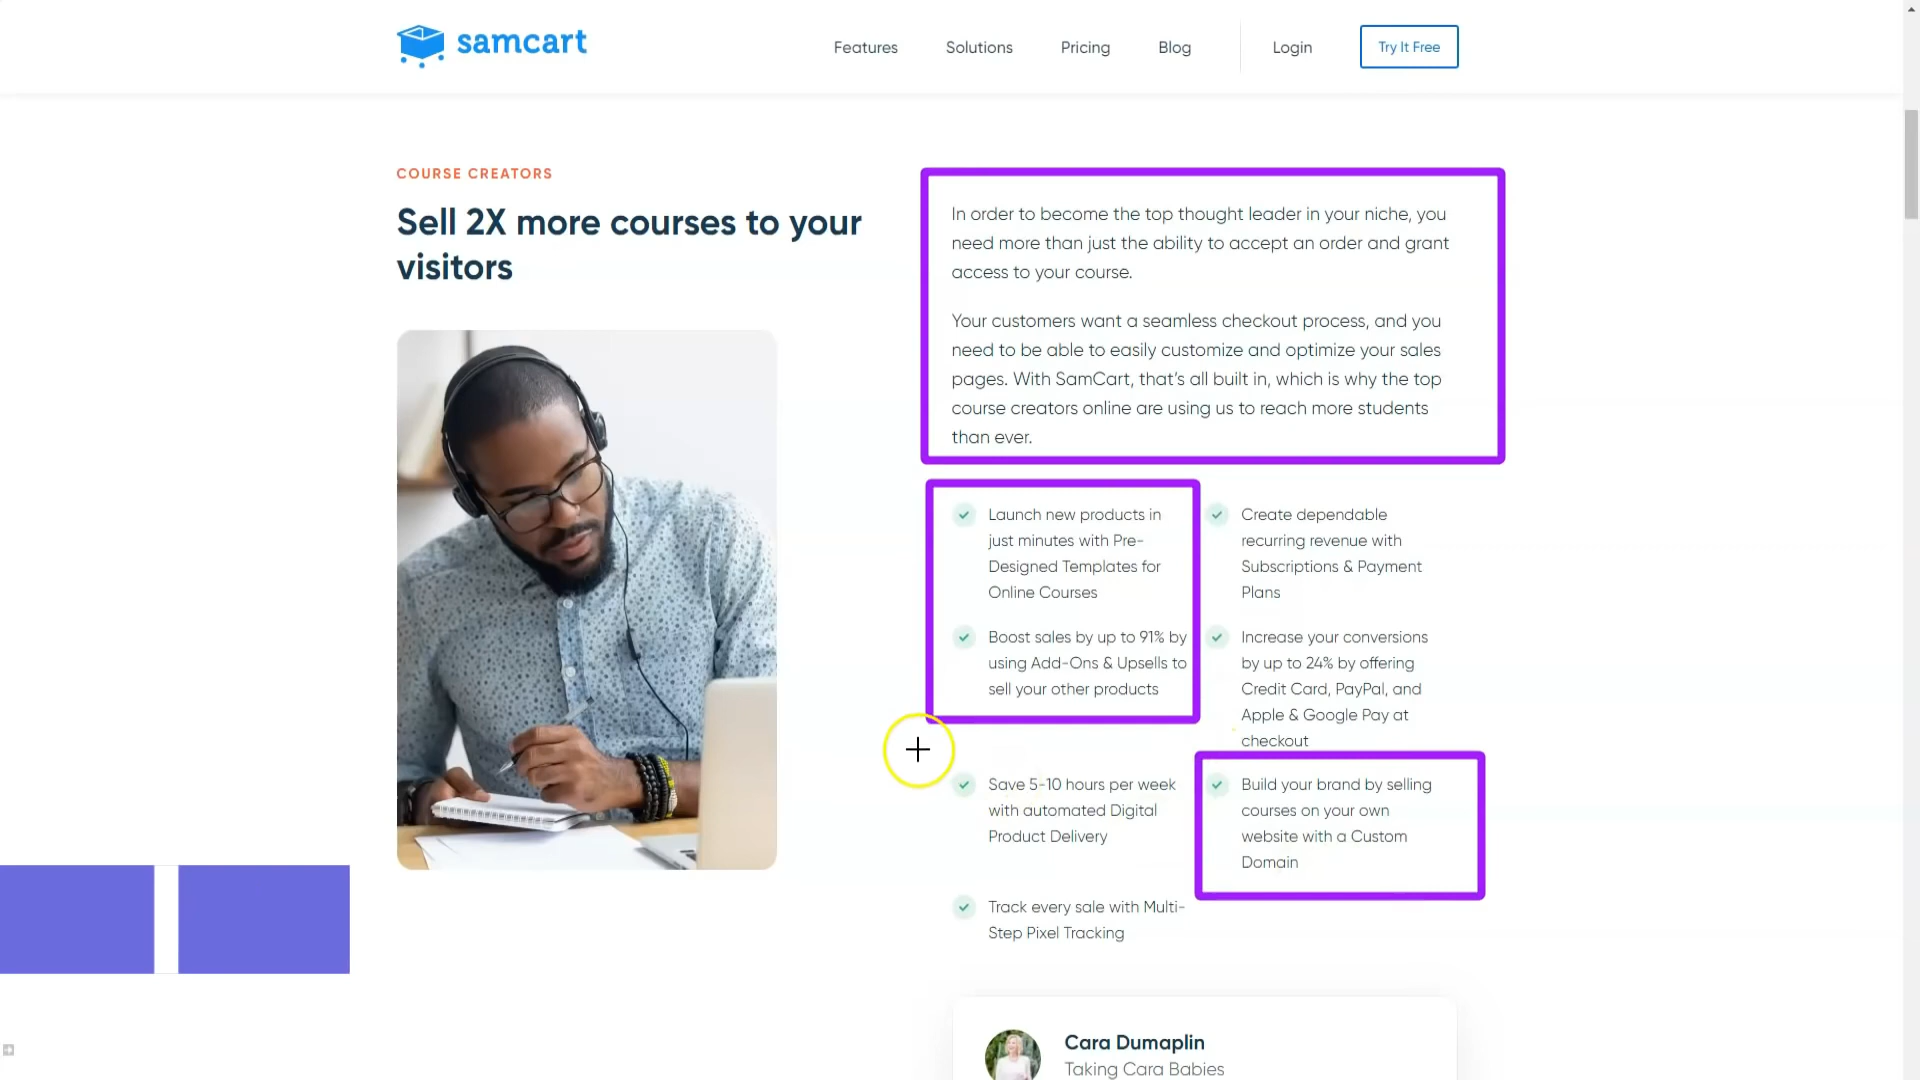 samcart
Features
Solutions
Pricing
Blog
Login
Try It Free
COURSE CREATORS
Sell 2X more courses to your
visitors
In order to become the top thought leader in your niche, you
need more than just the ability to accept an order and grant
access to your course.
Your customers want a seamless checkout process, and you
need to be able to easily customize and optimize your sales
pages. With SamCart, that's all built in, which is why the top
course creators online are using us to reach more students
than ever.
Launch new products in
just minutes with Pre-
Designed Templates for
Online Courses
Create dependable
recurring revenue with
Subscriptions & Payment
Plans
Boost sales by up to 91% by
using Add-Ons & Upsells to
sell your other products
Increase your conversions
by up to 24% by offering
Credit Card, PayPal, and
Apple & Google Pay at
checkout
Save 5-10 hours per week
with automated Digital
Product Delivery
Build your brand by selling
courses on your own
website with a Custom
Domain
Track every sale with Multi-
Step Pixel Tracking
Cara Dumaplin
Taking Cara Babies